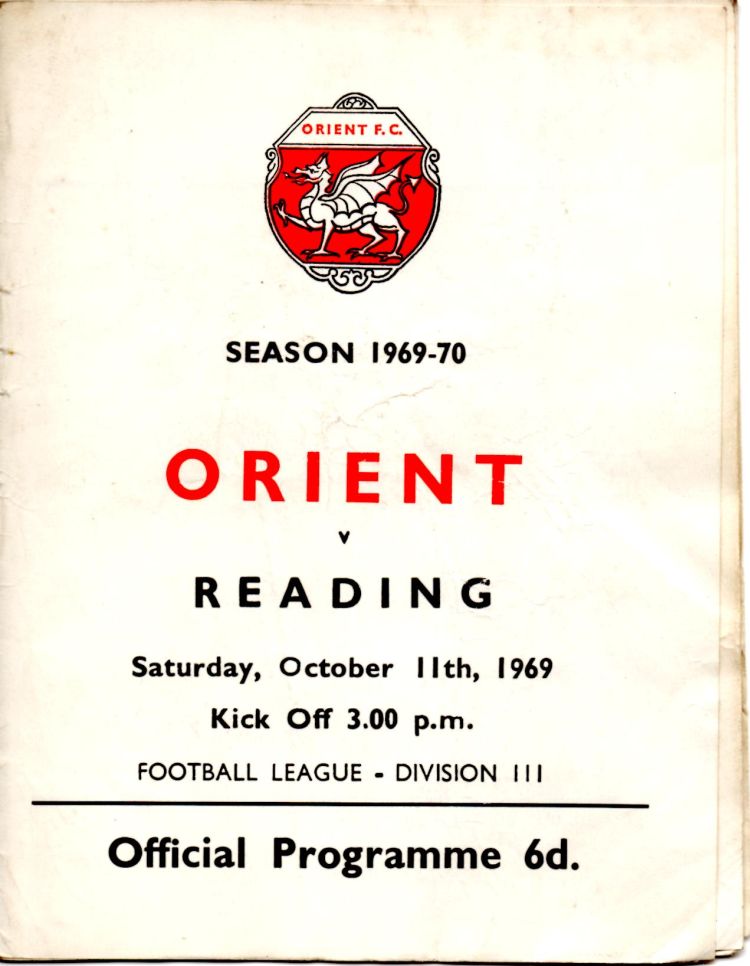 ORIENT F.C.
SEASON 1969-70
ORIENT
v
READING
Saturday, October 11th, 1969
Kick Off 3.00 p.m.
FOOTBALL LEAGUE - DIVISION III
Official Programme 6d.